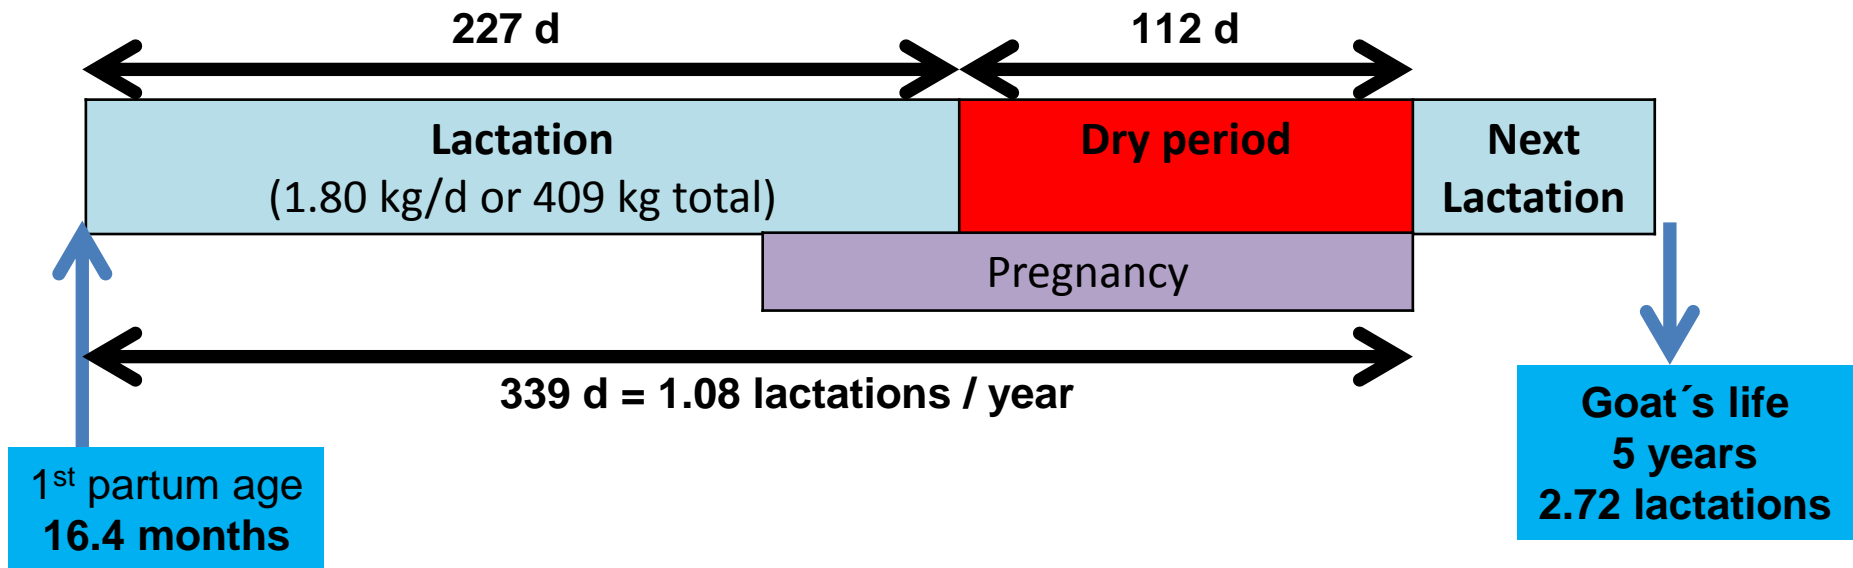 227 d
112 d
Lactation
(1.80 kg/d or 409 kg total)
Dry period
Next
Lactation
Pregnancy
339 d = 1.08 lactations / year
1st partum age
16.4 months
Goat´s life
5 years
2.72 lactations